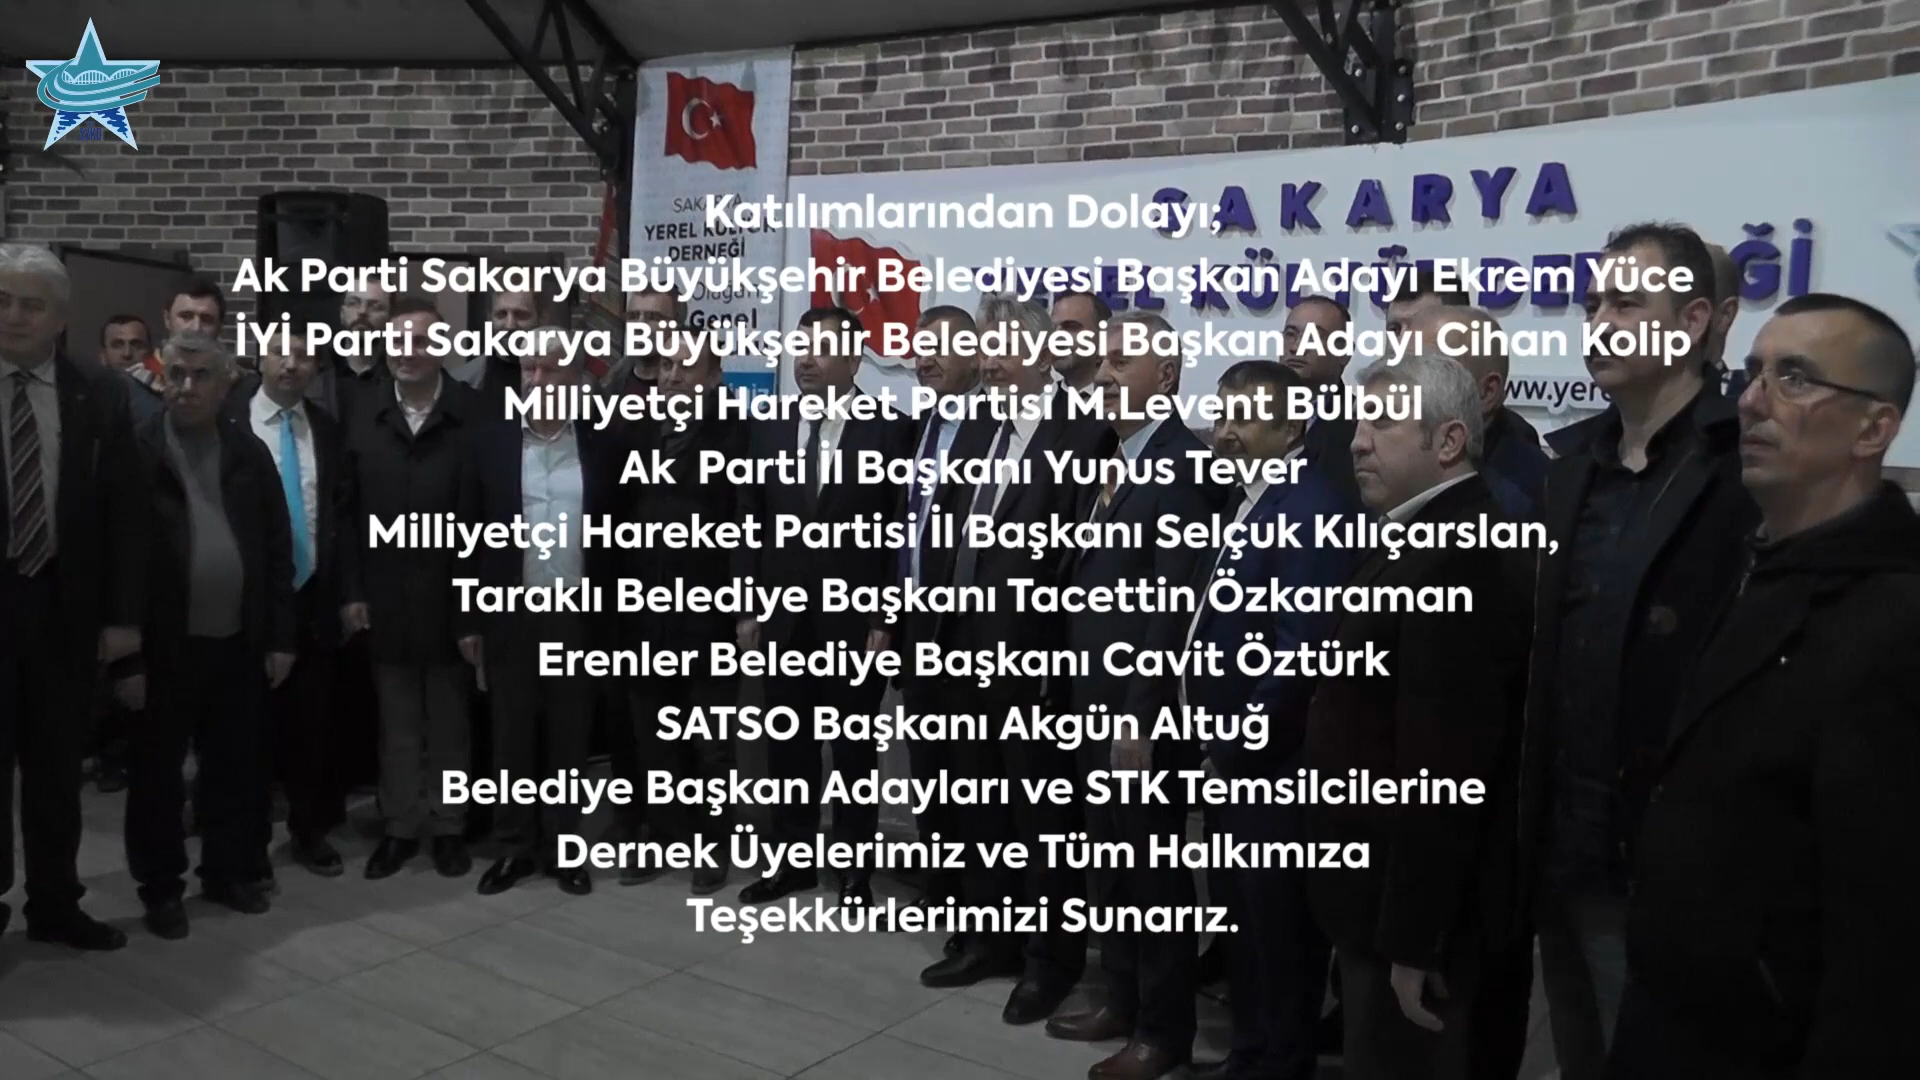 Katılımlarından Dolayı;
Ak Parti Sakarya Büyükşehir Belediyesi Başkan Adayı Ekrem Yüce
İYİ Parti Sakarya Büyükşehir Belediyesi Başkan Adayı Cihan Kolip
Milliyetçi Hareket Partisi M.Levent Bülbül
Ak  Parti İl Başkanı Yunus Tever
Milliyetçi Hareket Partisi İl Başkanı Selçuk Kılıçarslan,
Taraklı Belediye Başkanı Tacettin Özkaraman
Erenler Belediye Başkanı Cavit Öztürk
SATSO Başkanı Akgün Altuğ
Belediye Başkan Adayları ve STK Temsilcilerine
Dernek Üyelerimiz ve Tüm Halkımıza
Teşekkürlerimizi Sunarız.
SAKARYA
YEREL KÜLTÜR
DERNEĞİ
Genel
SAKARYA